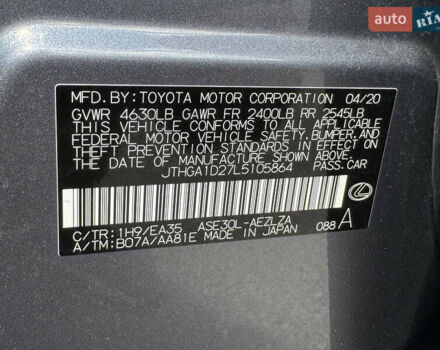 auto RIA
MFD.BY:TOYOTA MOTOR CORPORATION 04/20
GVWR 4630LB GAWR FR 2400LB RR 2545LB
THIS VEHICLE CONFORMS TO ALL APPLICABLE
FEDERAL MOTOR VEHICLE SAFETY, BUMPER, AND
THEFT PREVENTION STANDARDS IN EFFECT ON
THE DATE OF MANUFACTURE SHOWN ABOVE.
JTHGA1D27L5105864 PASS CAR
C/TR:1H9/EA35 ASE30L-AEZLZA
A/TM:B07A/AA81E MADE IN JAPAN 088 A